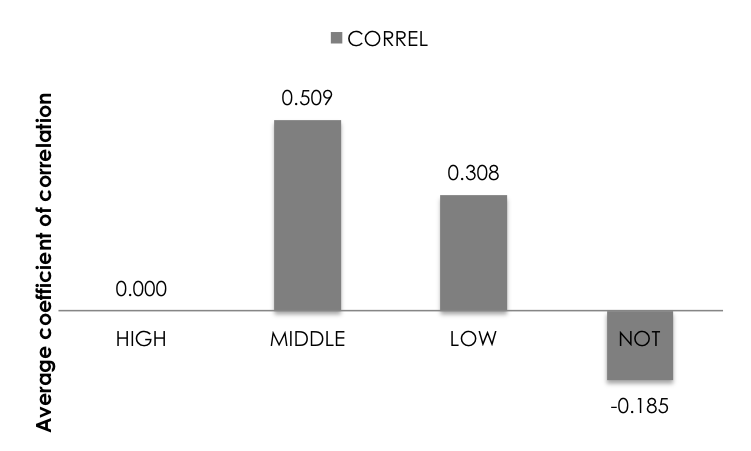 CORREL
Average coefficient of correlation
0.509
0.308
0.000
HIGH MIDDLE LOW NOT
-0.185